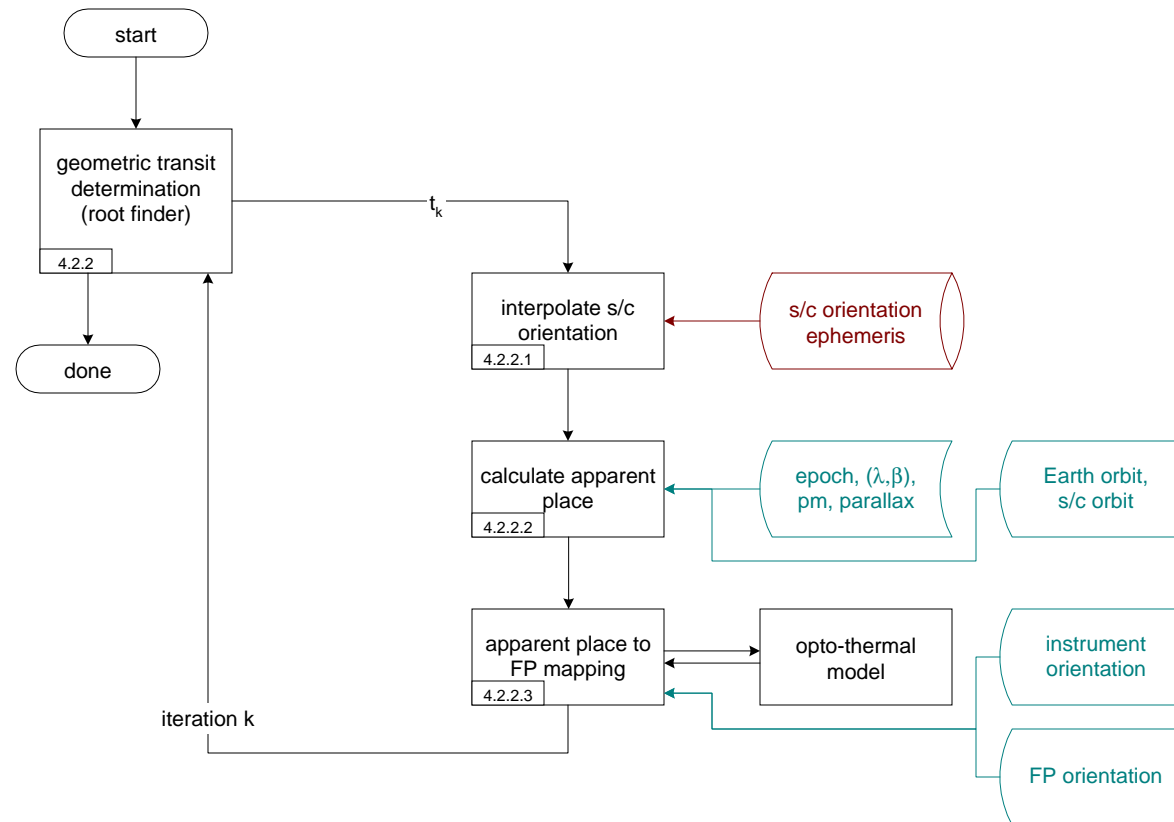 start
geometric transit
determination
(root finder)
4.2.2
done
t_k
interpolate s/c
orientation
4.2.2.1
s/c orientation
ephemeris
calculate apparent
place
4.2.2.2
epoch, (λ,β),
pm, parallax
Earth orbit,
s/c orbit
apparent place to
FP mapping
4.2.2.3
opto-thermal
model
instrument
orientation
iteration k
FP orientation